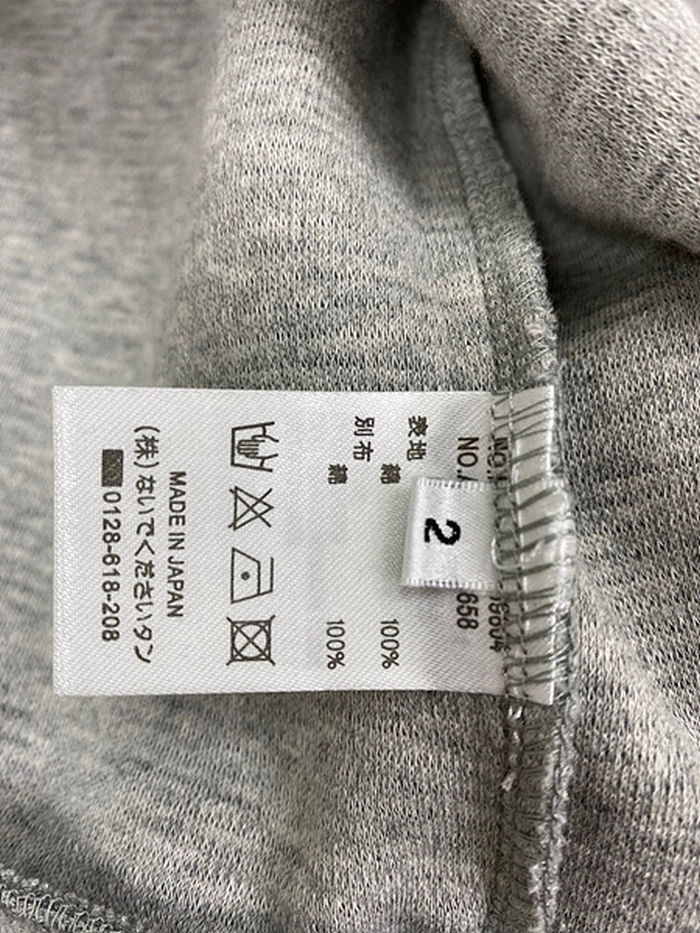 2
NO.
658
表地 綿 100%
別布 綿 100%
MADE IN JAPAN
(株)ないでくださいタン
0128-618-208